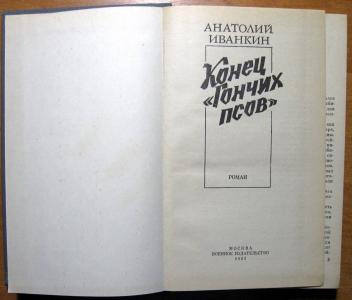 АНАТОЛИЙ
ИВАНКИН
Конец
«Гончих
псов»
РОМАН
МОСКВА
ВОЕННОЕ ИЗДАТЕЛЬСТВО